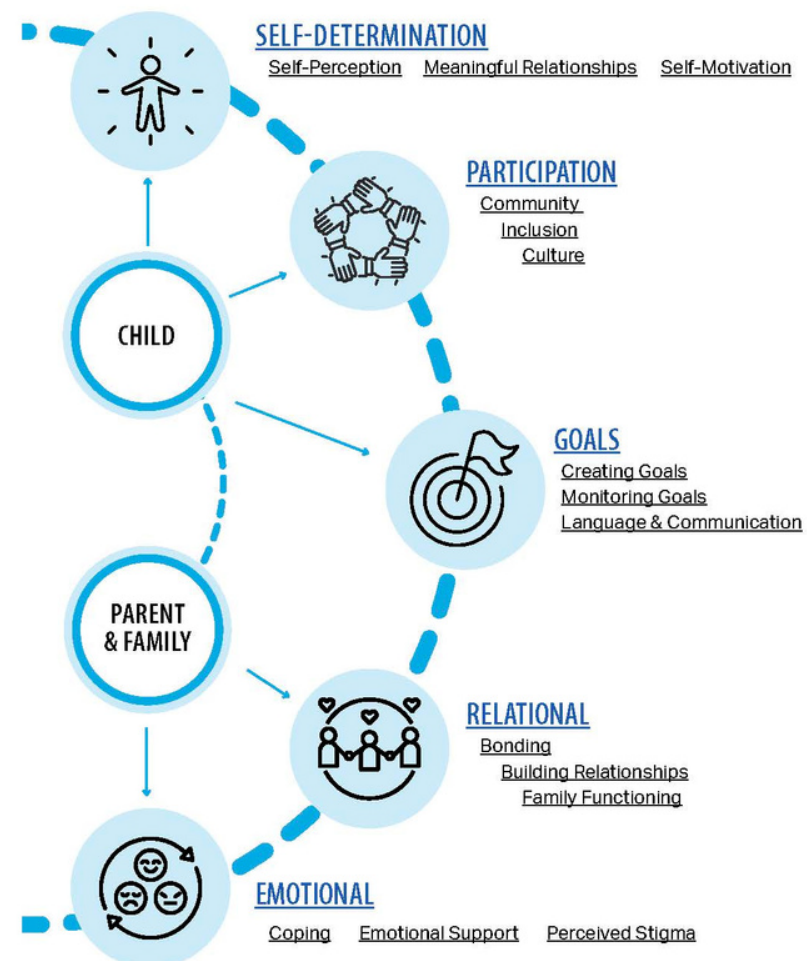 SELF-DETERMINATION
Self-Perception Meaningful Relationships Self-Motivation
PARTICIPATION
Community
Inclusion
Culture
CHILD
GOALS
Creating Goals
Monitoring Goals
Language & Communication
PARENT
& FAMILY
RELATIONAL
Bonding
Building Relationships
Family Functioning
EMOTIONAL
Coping Emotional Support Perceived Stigma